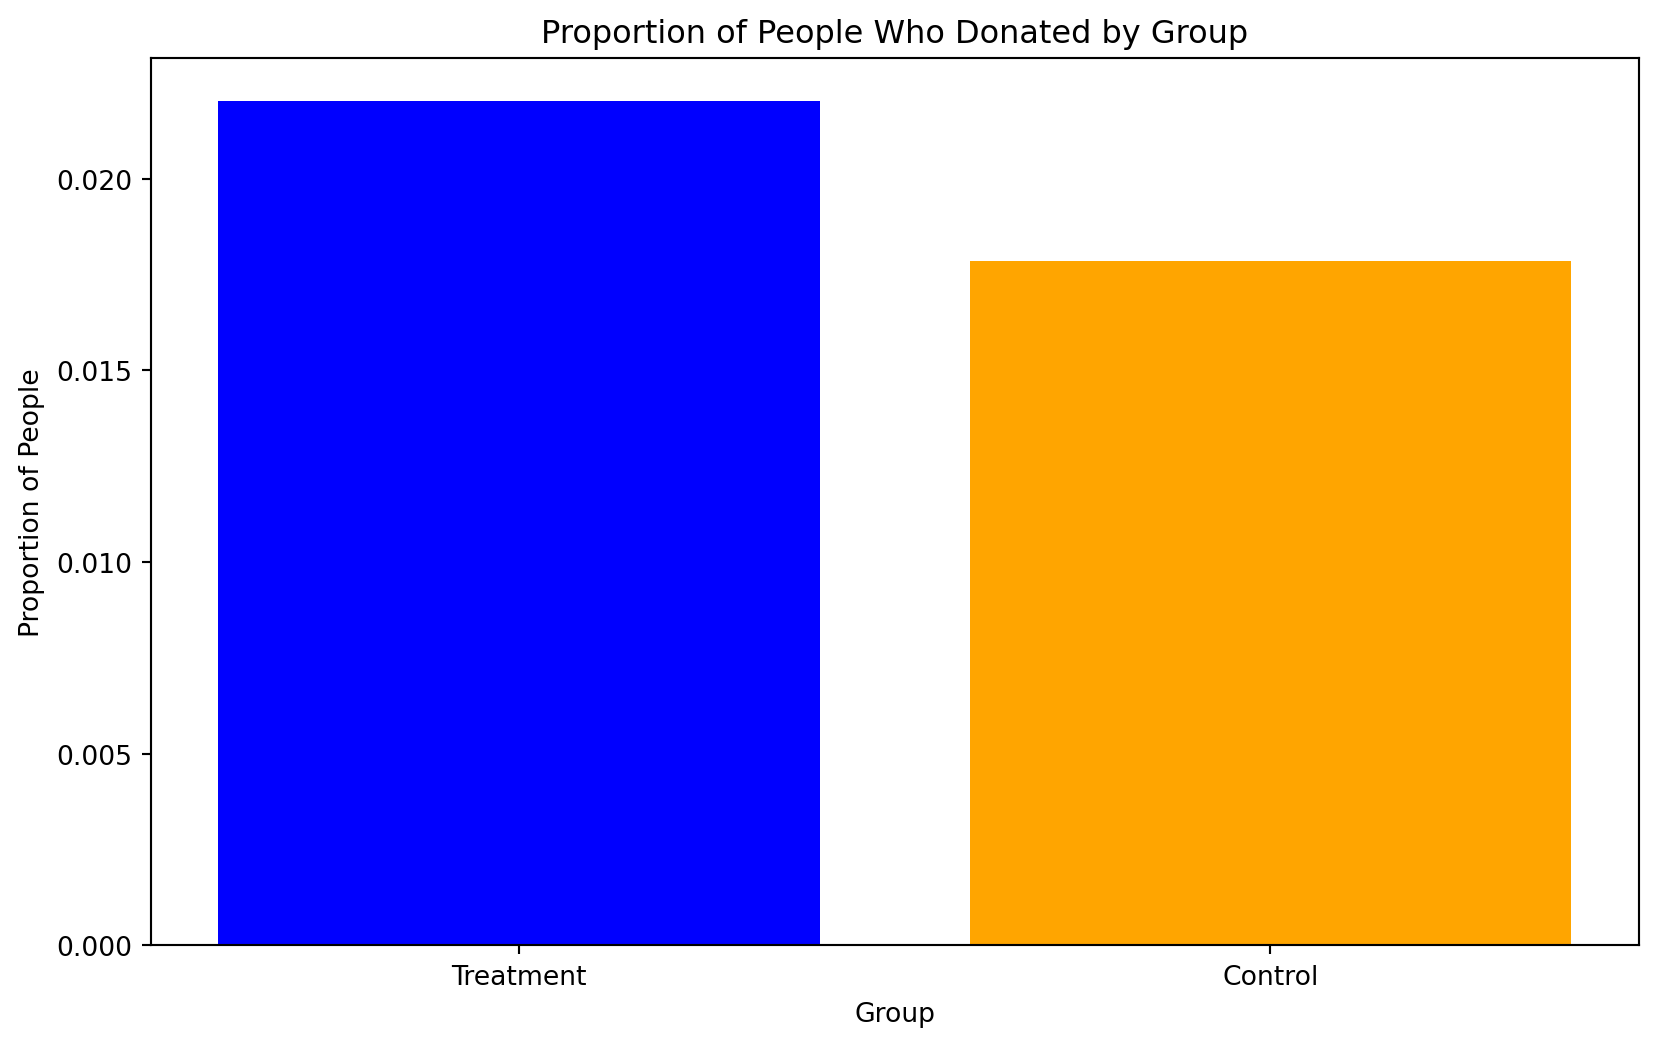 Proportion of People Who Donated by Group
Proportion of People
0.020
0.015
0.010
0.005
0.000
Treatment
Control
Group